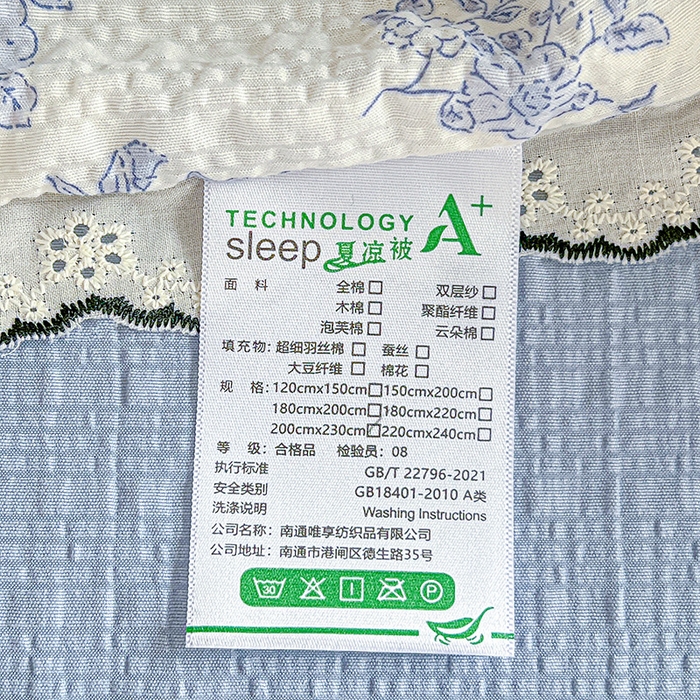 TECHNOLOGY A+
sleep 夏凉被
面 料 全棉□ 双层纱□
木棉□ 聚酯纤维□
泡芙棉□ 云朵棉□
填充物: 超细羽丝棉□ 蚕丝□
大豆纤维□ 棉花□
规 格: 120cmx150cm□ 150cmx200cm□
180cmx200cm□ 180cmx220cm□
200cmx230cm□ 220cmx240cm□
等 级: 合格品 检验员: 08
执行标准 GB/T 22796-2021
安全类别 GB18401-2010 A类
洗涤说明 Washing Instructions
公司名称: 南通唯享纺织品有限公司
公司地址: 南通市港闸区德生路35号
30 P